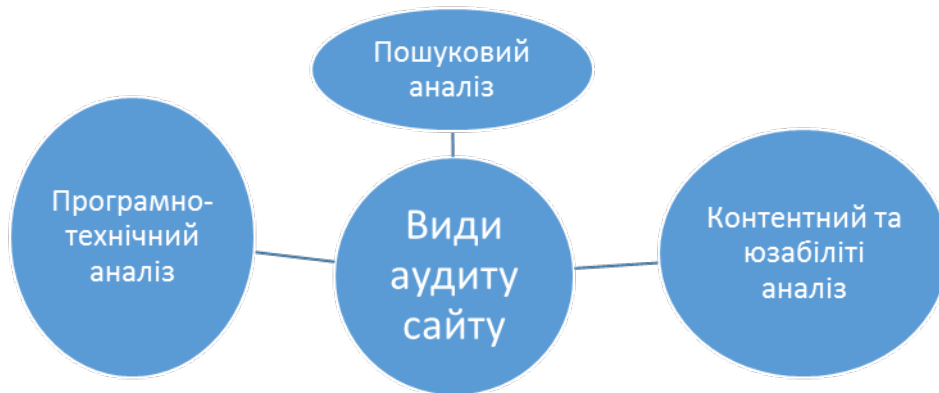 Пошуковий
аналіз
Програмно-
технічний
аналіз
Види
аудиту
сайту
Контентний та
юзабіліті
аналіз